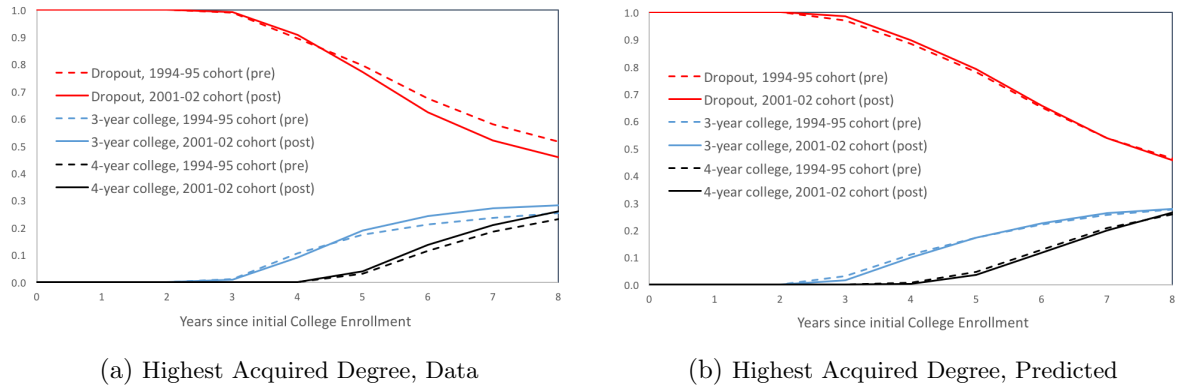 1.0
0.9
0.8
0.7
0.6
0.5
0.4
0.3
0.2
0.1
0.0
Dropout, 1994-95 cohort (pre)
Dropout, 2001-02 cohort (post)
3-year college, 1994-95 cohort (pre)
3-year college, 2001-02 cohort (post)
4-year college, 1994-95 cohort (pre)
4-year college, 2001-02 cohort (post)
0 1 2 3 4 5 6 7 8
Years since initial College Enrollment
(a) Highest Acquired Degree, Data
1.0
0.9
0.8
0.7
0.6
0.5
0.4
0.3
0.2
0.1
0.0
Dropout, 1994-95 cohort (pre)
Dropout, 2001-02 cohort (post)
3-year college, 1994-95 cohort (pre)
3-year college, 2001-02 cohort (post)
4-year college, 1994-95 cohort (pre)
4-year college, 2001-02 cohort (post)
0 1 2 3 4 5 6 7 8
Years since initial College Enrollment
(b) Highest Acquired Degree, Predicted